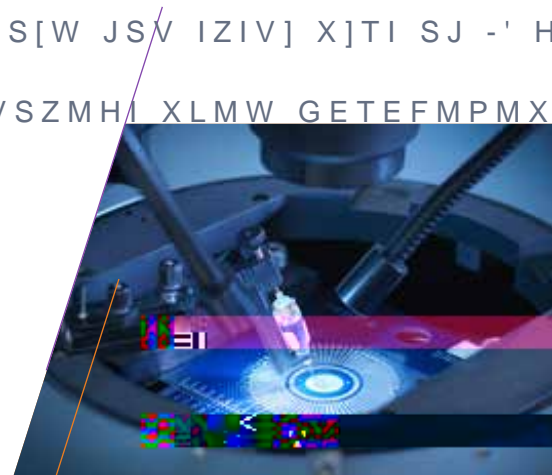 S[W JSV IZIV] X]TI SJ -' H
VSZMHI XLMW GETEFMPMX